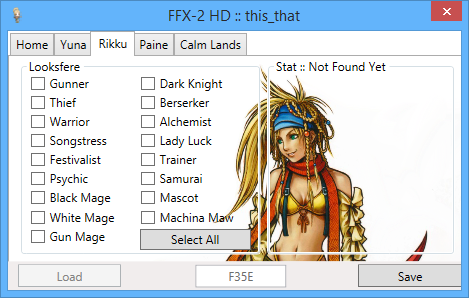 FFX-2 HD :: this_that
Home Yuna Rikku Paine Calm Lands
Looksfere
Gunner
Thief
Warrior
Songstress
Festivalist
Psychic
Black Mage
White Mage
Gun Mage
Dark Knight
Berserker
Alchemist
Lady Luck
Trainer
Samurai
Mascot
Machina Maw
Select All
Stat :: Not Found Yet
Load F35E Save